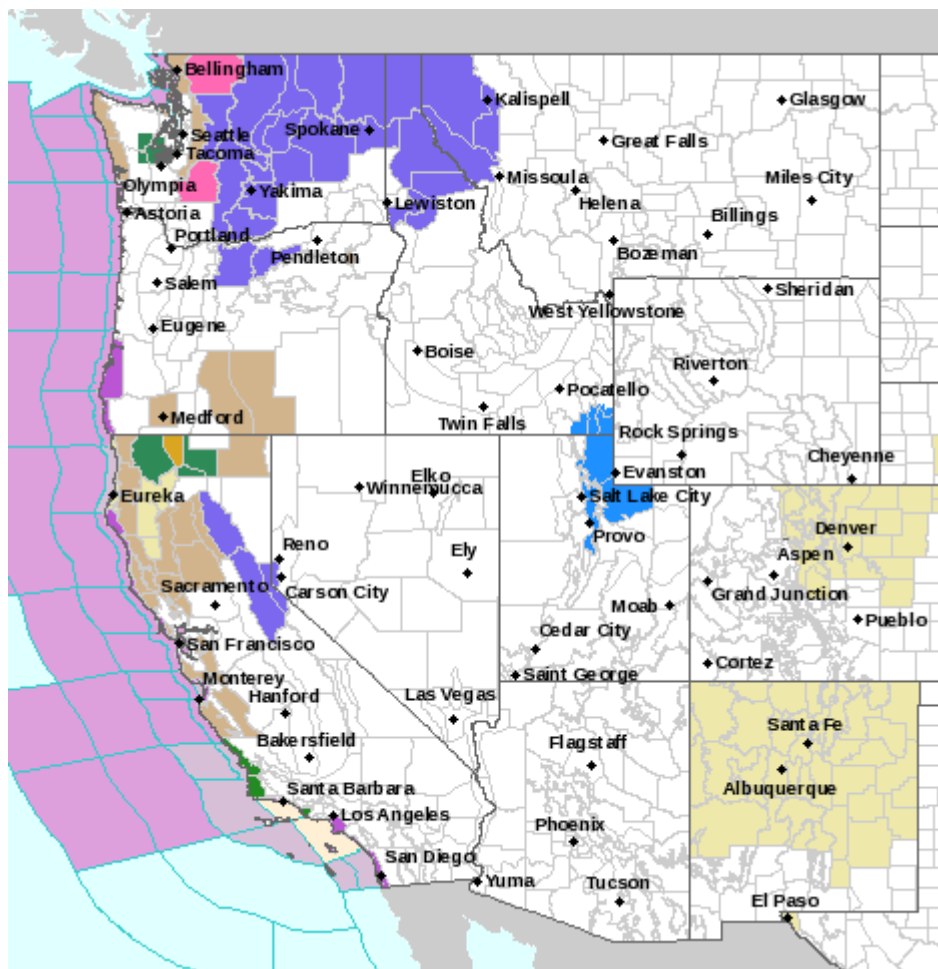 Bellingham
Kalispell
Glasgow
Spokane
Seattle
Great Falls
Tacoma
Olympia
Missoula
Miles City
Yakima
Helena
Lewiston
Astoria
Billings
Portland
Bozeman
Pendleton
Salem
Sheridan
West Yellowstone
Eugene
Boise
Riverton
Pocatello
Medford
Twin Falls
Rock Springs
Cheyenne
Elko
Evanston
Winnemucca
Eureka
Salt Lake City
Denver
Provo
Reno
Ely
Aspen
Sacramento
Carson City
Grand Junction
Moab
Pueblo
Cedar City
San Francisco
Cortez
Saint George
Monterey
Hanford
Las Vegas
Santa Fe
Bakersfield
Flagstaff
Santa Barbara
Albuquerque
Los Angeles
Phoenix
San Diego
Yuma
Tucson
El Paso